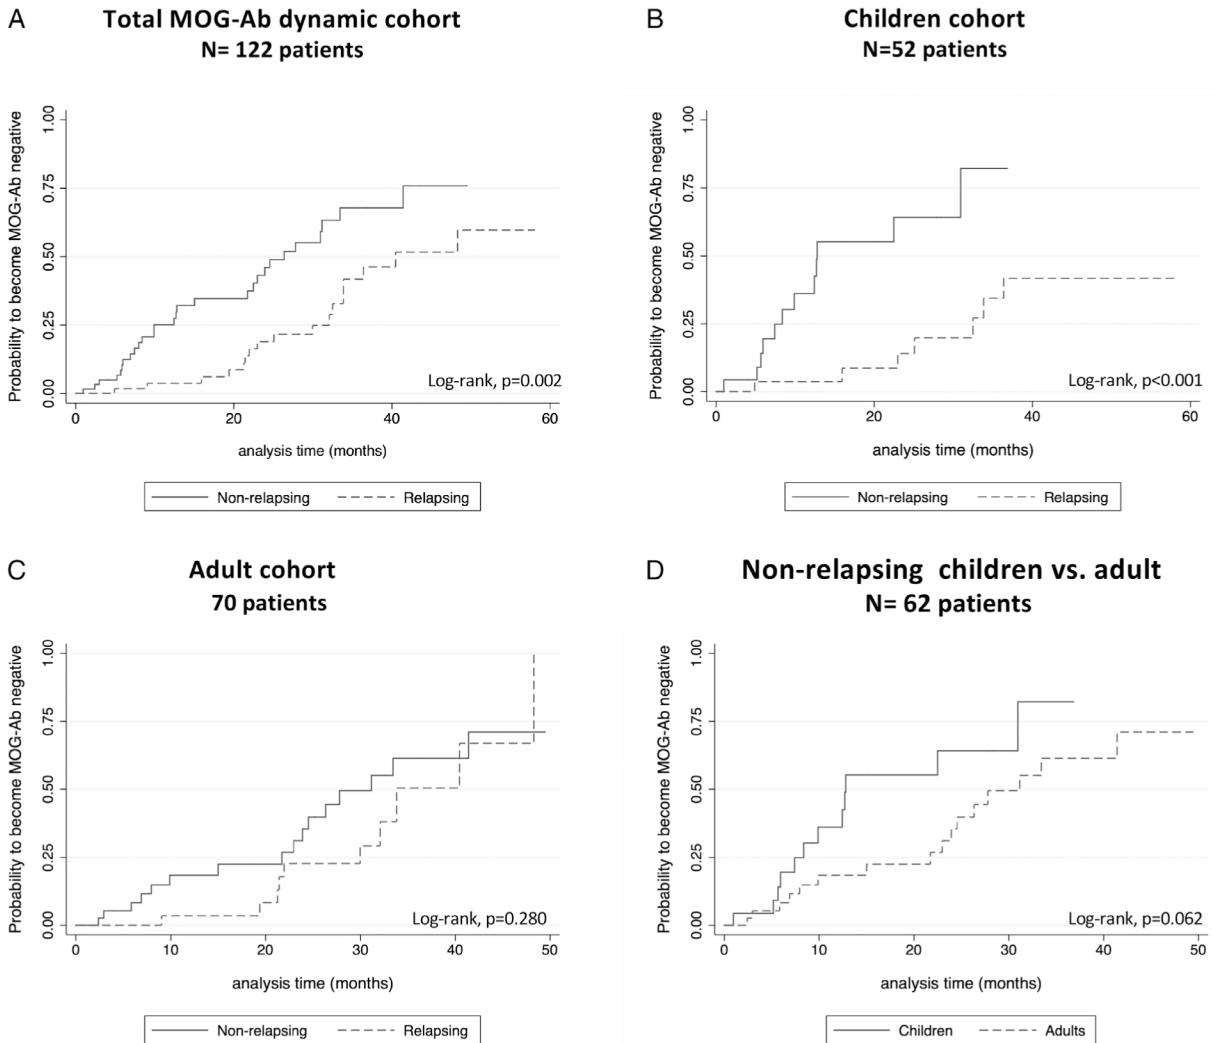 A
Total MOG-Ab dynamic cohort
N= 122 patients
Probability to become MOG-Ab negative
1.00
0.75
0.50
0.25
0.00
Log-rank, p=0.002
0 20 40 60
analysis time (months)
Non-relapsing Relapsing
B
Children cohort
N=52 patients
Probability to become MOG-Ab negative
1.00
0.75
0.50
0.25
0.00
Log-rank, p<0.001
0 20 40 60
analysis time (months)
Non-relapsing Relapsing
C
Adult cohort
70 patients
Probability to become MOG-Ab negative
1.00
0.75
0.50
0.25
0.00
Log-rank, p=0.280
0 10 20 30 40 50
analysis time (months)
Non-relapsing Relapsing
D
Non-relapsing children vs. adult
N= 62 patients
Probability to become MOG-Ab negative
1.00
0.75
0.50
0.25
0.00
Log-rank, p=0.062
0 10 20 30 40 50
analysis time (months)
Children Adults